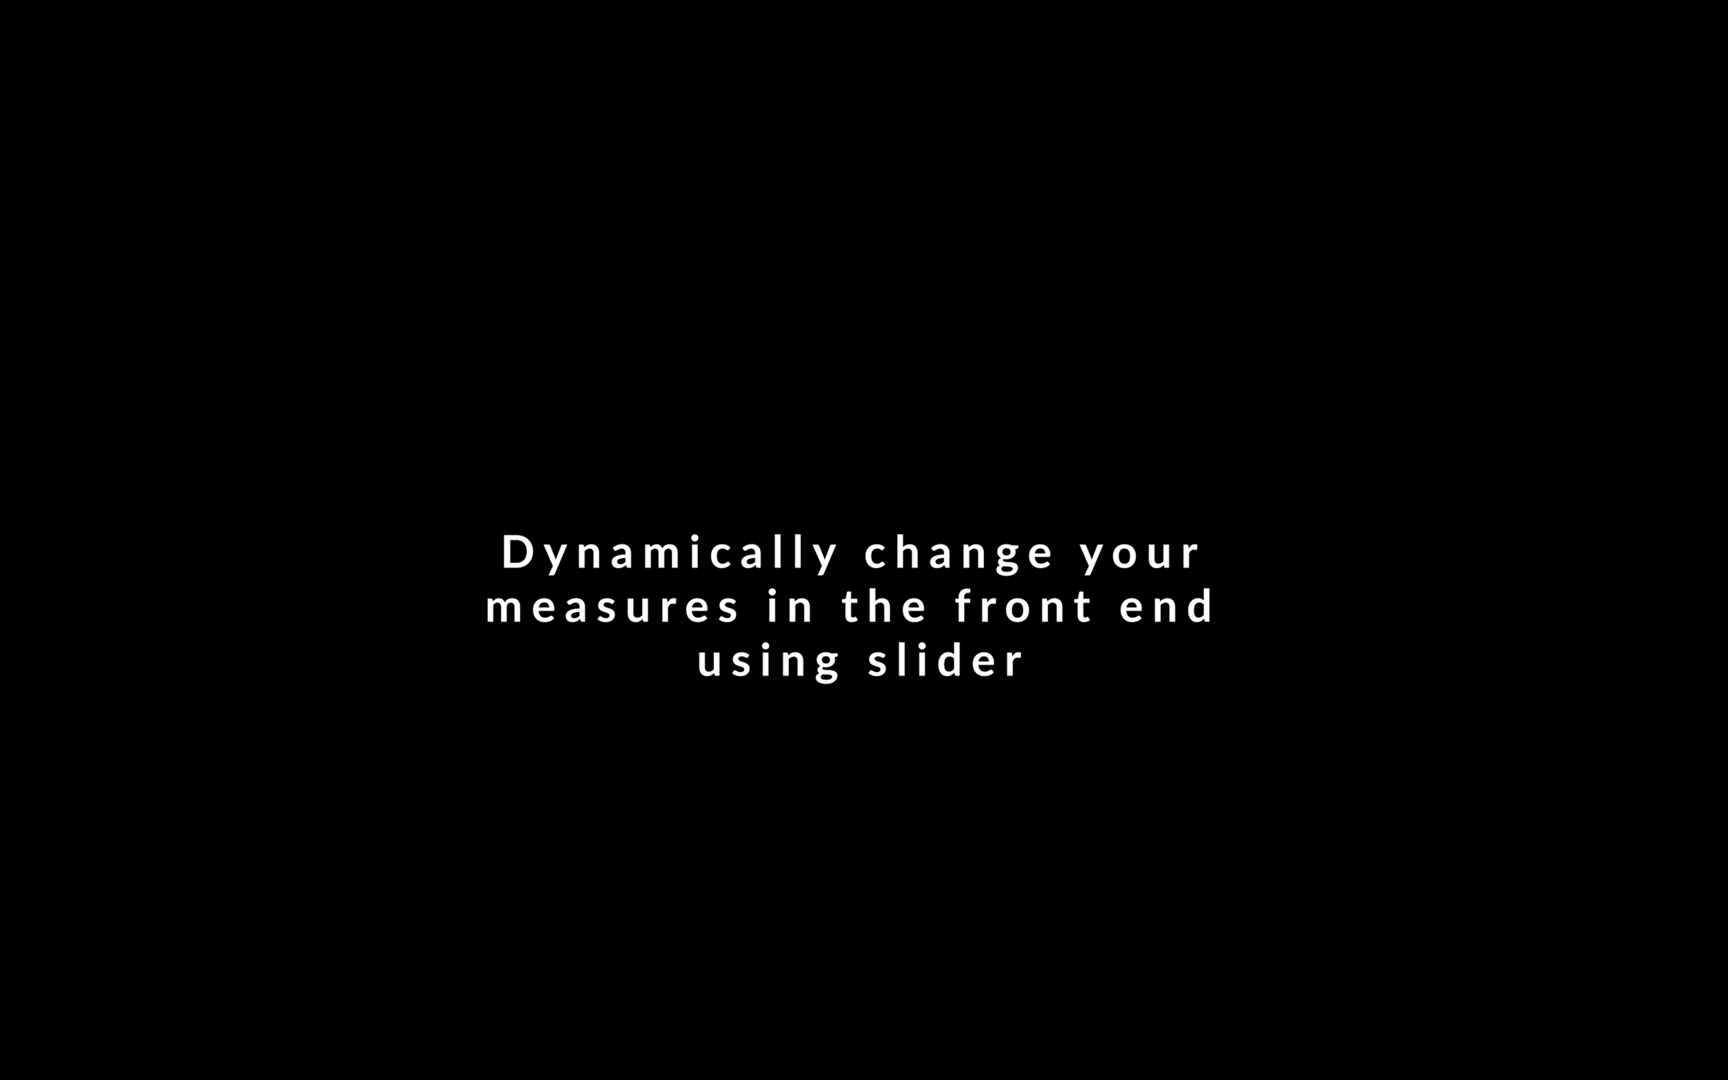 Dynamically change your
measures in the front end
using slider